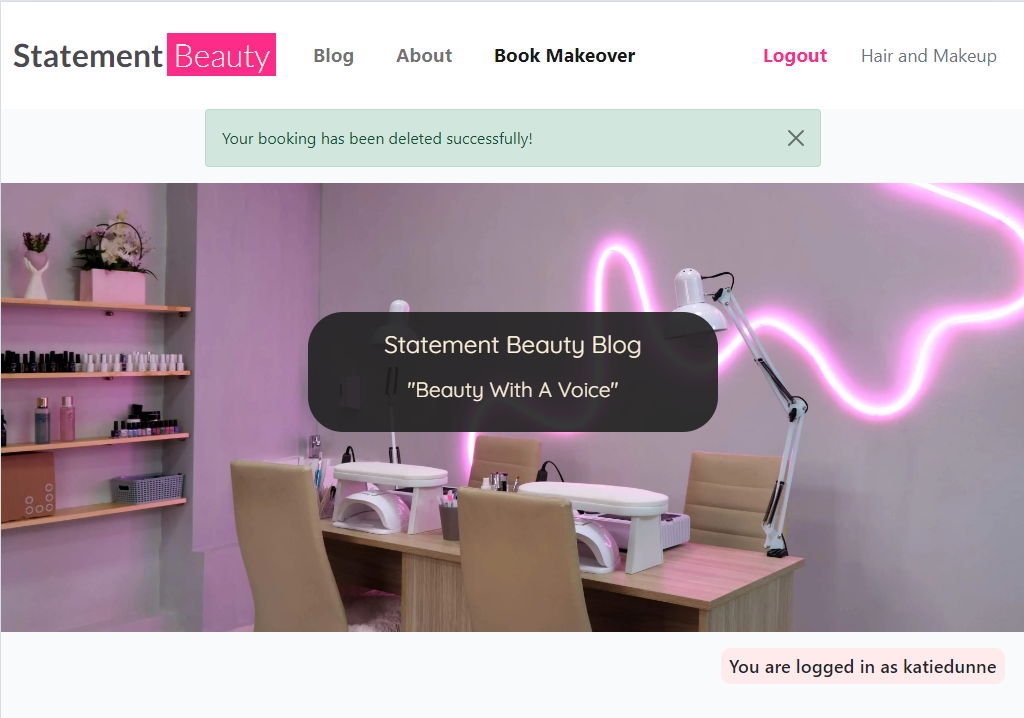 Statement Beauty Blog About Book Makeover Logout Hair and Makeup
Your booking has been deleted successfully!
Statement Beauty Blog
"Beauty With A Voice"
You are logged in as katiedunne